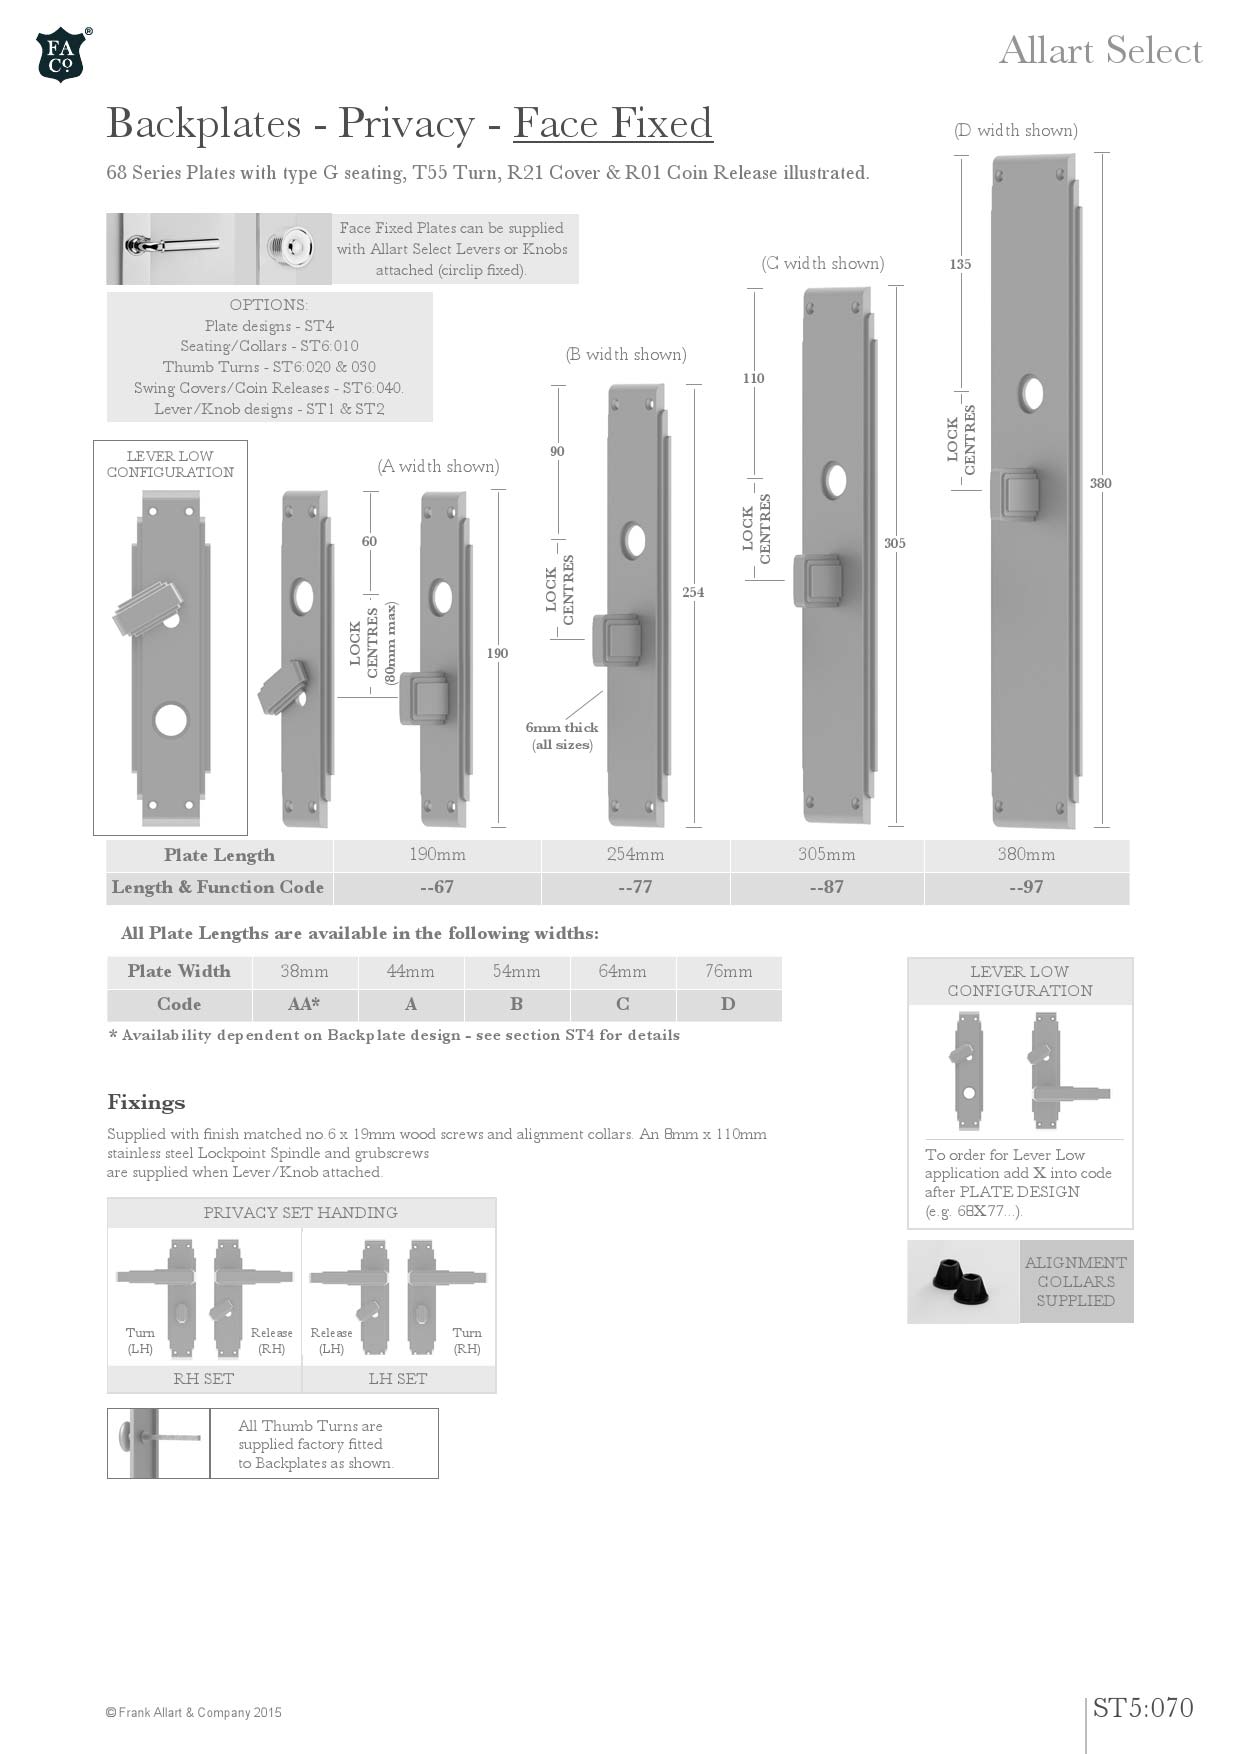 FA
Co.
®
Allart Select
Backplates - Privacy - Face Fixed
68 Series Plates with type G seating, T55 Turn, R21 Cover & R01 Coin Release illustrated.
Face Fixed Plates can be supplied
with Allart Select Levers or Knobs
attached (circlip fixed).
OPTIONS:
Plate designs - ST4
Seating/Collars - ST6:010
Thumb Turns - ST6:020 & 030
Swing Covers/Coin Releases - ST6:040.
Lever/Knob designs - ST1 & ST2
LEVER LOW
CONFIGURATION
(A width shown)
60
LOCK
CENTRES
(80mm max)
190
(B width shown)
90
LOCK
CENTRES
254
6mm thick
(all sizes)
(C width shown)
110
LOCK
CENTRES
305
(D width shown)
135
LOCK
CENTRES
380
Plate Length 190mm 254mm 305mm 380mm
Length & Function Code --67 --77 --87 --97
All Plate Lengths are available in the following widths:
Plate Width 38mm 44mm 54mm 64mm 76mm
Code AA* A B C D
* Availability dependent on Backplate design - see section ST4 for details
LEVER LOW
CONFIGURATION
To order for Lever Low
application add X into code
after PLATE DESIGN
(e.g. 68X77...).
Fixings
Supplied with finish matched no.6 x 19mm wood screws and alignment collars. An 8mm x 110mm
stainless steel Lockpoint Spindle and grubscrews
are supplied when Lever/Knob attached.
PRIVACY SET HANDING
Turn
(LH)
Release
(RH)
Release
(LH)
Turn
(RH)
RH SET LH SET
ALIGNMENT
COLLARS
SUPPLIED
All Thumb Turns are
supplied factory fitted
to Backplates as shown.
© Frank Allart & Company 2015
ST5:070